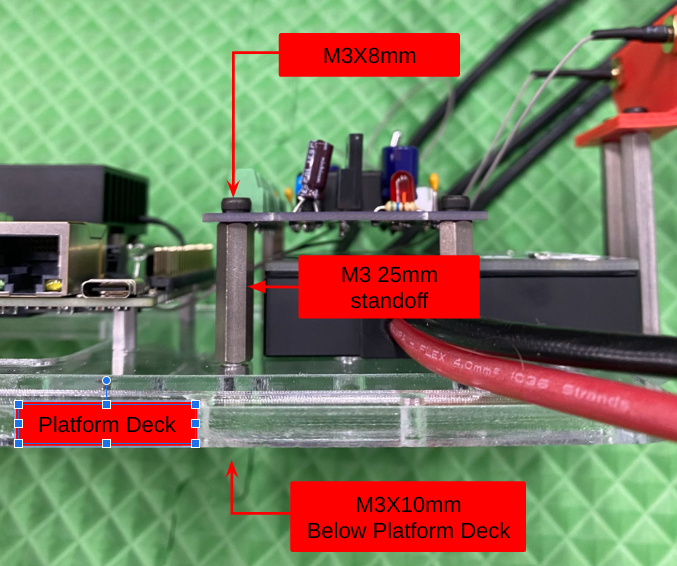 M3X8mm
M3 25mm
standoff
FLEX 4.0mm² 1036 Strands
Platform Deck
M3X10mm
Below Platform Deck